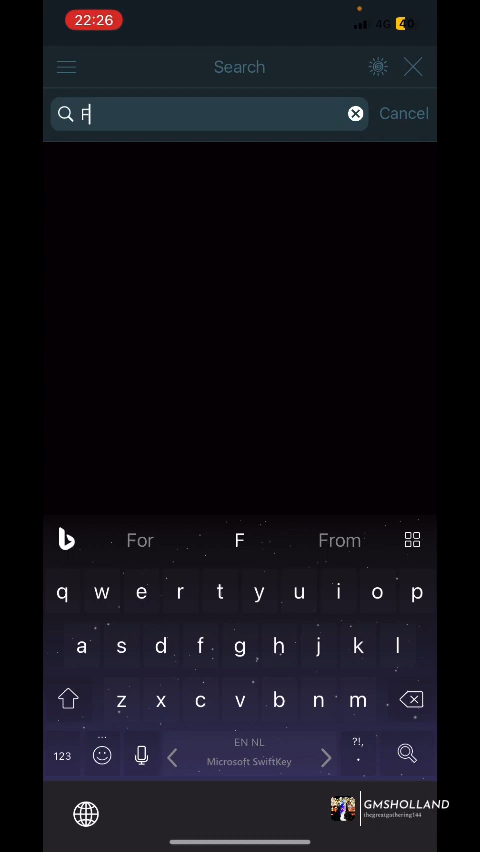 22:26
4G 40
Search
F
Cancel
For F From
q w e r t y u i o p
a s d f g h j k l
z x c v b n m
EN NL
?!,
123
Microsoft SwiftKey
.
GMSHOLLAND
thegreatgathering144